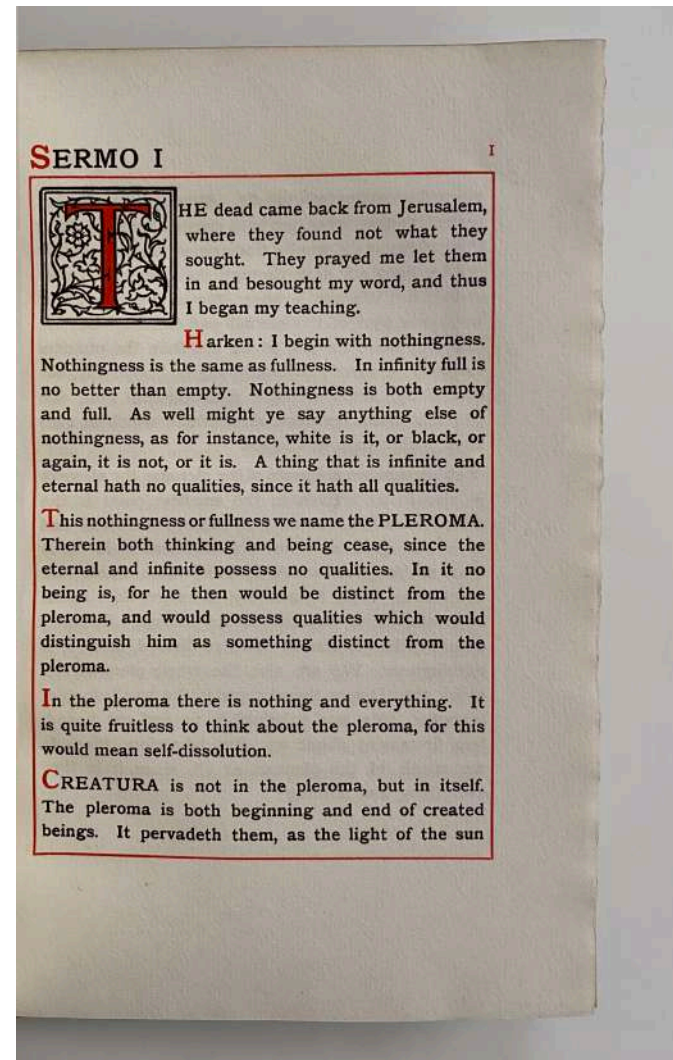 SERMO I
1
THE dead came back from Jerusalem,
where they found not what they
sought. They prayed me let them
in and besought my word, and thus
I began my teaching.
Harken: I begin with nothingness.
Nothingness is the same as fullness. In infinity full is
no better than empty. Nothingness is both empty
and full. As well might ye say anything else of
nothingness, as for instance, white is it, or black, or
again, it is not, or it is. A thing that is infinite and
eternal hath no qualities, since it hath all qualities.
This nothingness or fullness we name the PLEROMA.
Therein both thinking and being cease, since the
eternal and infinite possess no qualities. In it no
being is, for he then would be distinct from the
pleroma, and would possess qualities which would
distinguish him as something distinct from the
pleroma.
In the pleroma there is nothing and everything. It
is quite fruitless to think about the pleroma, for this
would mean self-dissolution.
CREATURA is not in the pleroma, but in itself.
The pleroma is both beginning and end of created
beings. It pervadeth them, as the light of the sun